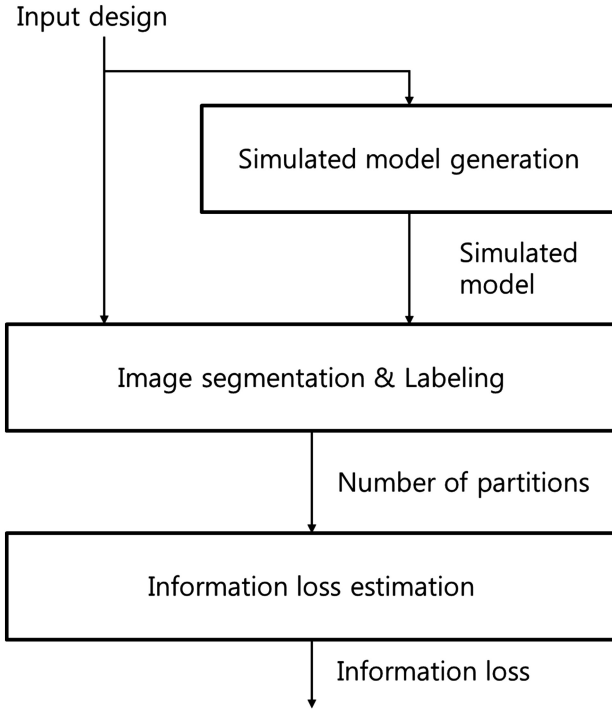 Input design
Simulated model generation
Simulated
model
Image segmentation & Labeling
Number of partitions
Information loss estimation
Information loss